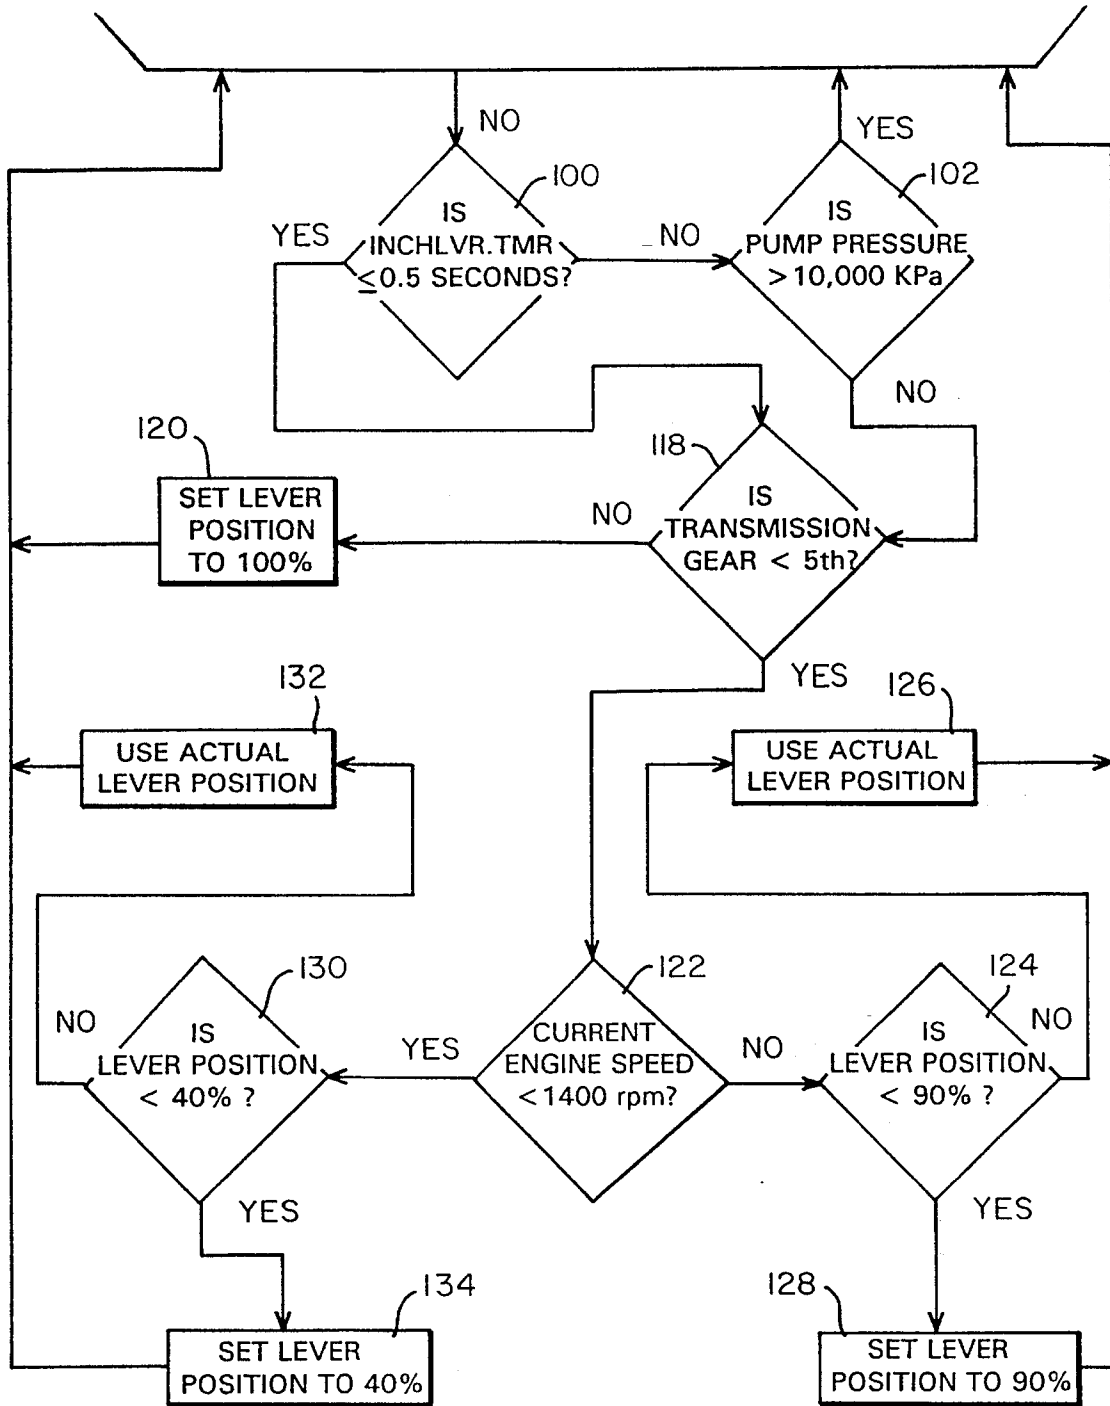 NO
YES
100
102
IS
INCHLVR.TMR
≤0.5 SECONDS?
YES
NO
IS
PUMP PRESSURE
>10,000 KPa
NO
120
118
SET LEVER
POSITION
TO 100%
NO
IS
TRANSMISSION
GEAR < 5th?
YES
132
126
USE ACTUAL
LEVER POSITION
USE ACTUAL
LEVER POSITION
130
122
124
NO
IS
LEVER POSITION
< 40% ?
YES
CURRENT
ENGINE SPEED
<1400 rpm?
NO
IS
LEVER POSITION
< 90% ?
NO
YES
YES
134
128
SET LEVER
POSITION TO 40%
SET LEVER
POSITION TO 90%